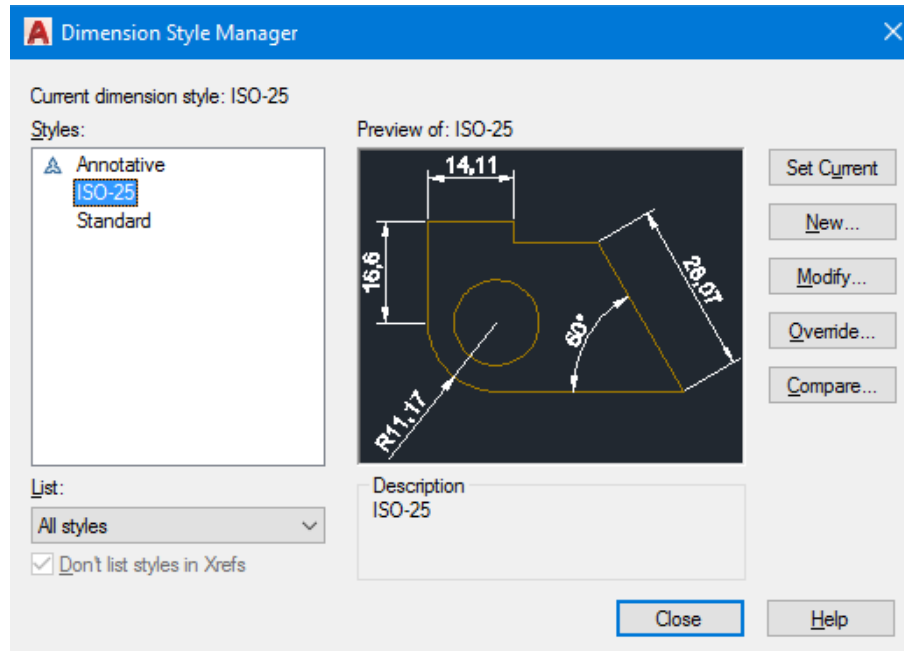 Dimension Style Manager
Current dimension style: ISO-25
Styles:
Annotative
ISO-25
Standard
Preview of: ISO-25
14,11
16,6
28,07
60°
R11,17
Set Current
New...
Modify...
Override...
Compare...
List:
All styles
Don't list styles in Xrefs
Description
ISO-25
Close
Help